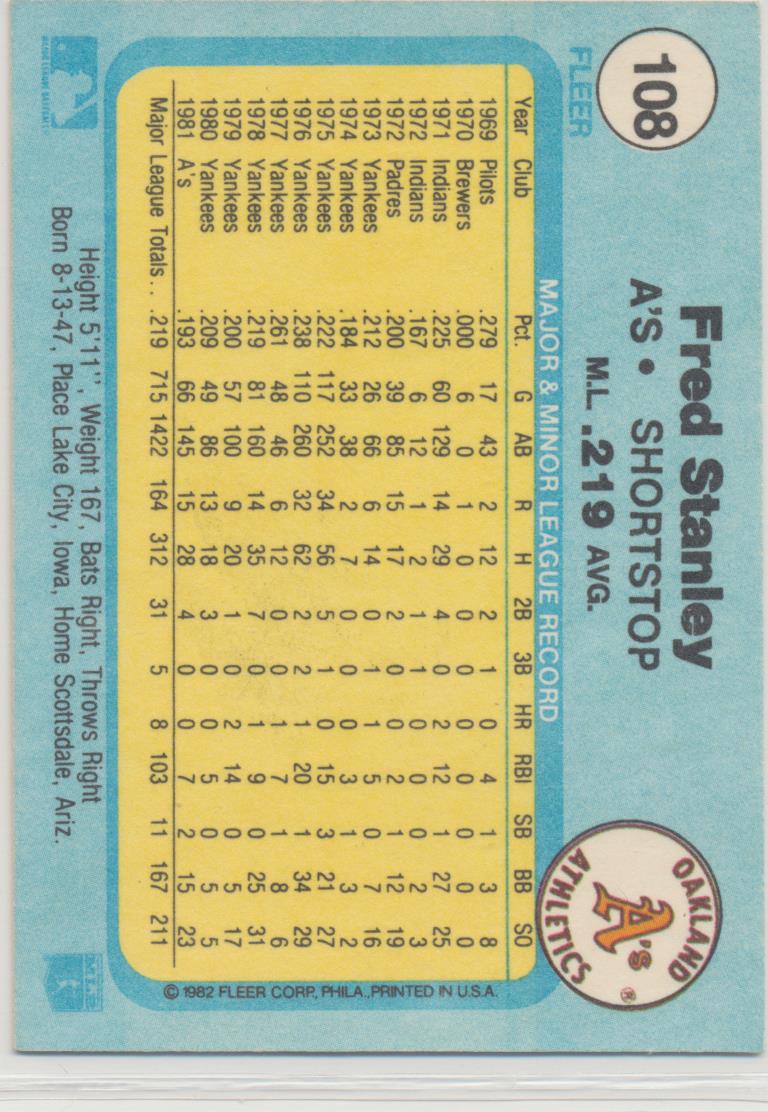 108
FLEER
Fred Stanley
A'S • SHORTSTOP
M.L. .219 AVG.
OAKLAND
A's ®
ATHLETICS
MAJOR & MINOR LEAGUE RECORD
Year Club Pct. G AB R H 2B 3B HR RBI SB BB SO
1969 Pilots .279 17 43 2 12 2 1 0 4 1 3 8
1970 Brewers .000 6 0 1 0 0 0 0 0 0 0 0
1971 Indians .225 60 129 14 29 4 0 2 12 1 27 25
1972 Indians .167 6 12 1 2 1 1 0 0 0 2 3
1972 Padres .200 39 85 15 17 2 0 0 2 1 12 19
1973 Yankees .212 26 66 6 14 0 1 1 5 0 7 16
1974 Yankees .184 33 38 2 7 0 0 0 3 1 3 2
1975 Yankees .222 117 252 34 56 5 1 0 15 3 21 27
1976 Yankees .238 110 260 32 62 2 2 1 20 1 34 29
1977 Yankees .261 48 46 6 12 0 0 1 7 1 8 6
1978 Yankees .219 81 160 14 35 7 0 1 9 0 25 31
1979 Yankees .200 57 100 9 20 1 0 2 14 0 5 17
1980 Yankees .209 49 86 13 18 3 0 0 5 0 5 5
1981 A's .193 66 145 15 28 4 0 0 7 2 15 23
Major League Totals . . .219 715 1422 164 312 31 5 8 103 11 167 211
© 1982 FLEER CORP., PHILA., PRINTED IN U.S.A.
Height 5'11'', Weight 167, Bats Right, Throws Right
Born 8-13-47, Place Lake City, Iowa, Home Scottsdale, Ariz.
MAJOR LEAGUE BASEBALL